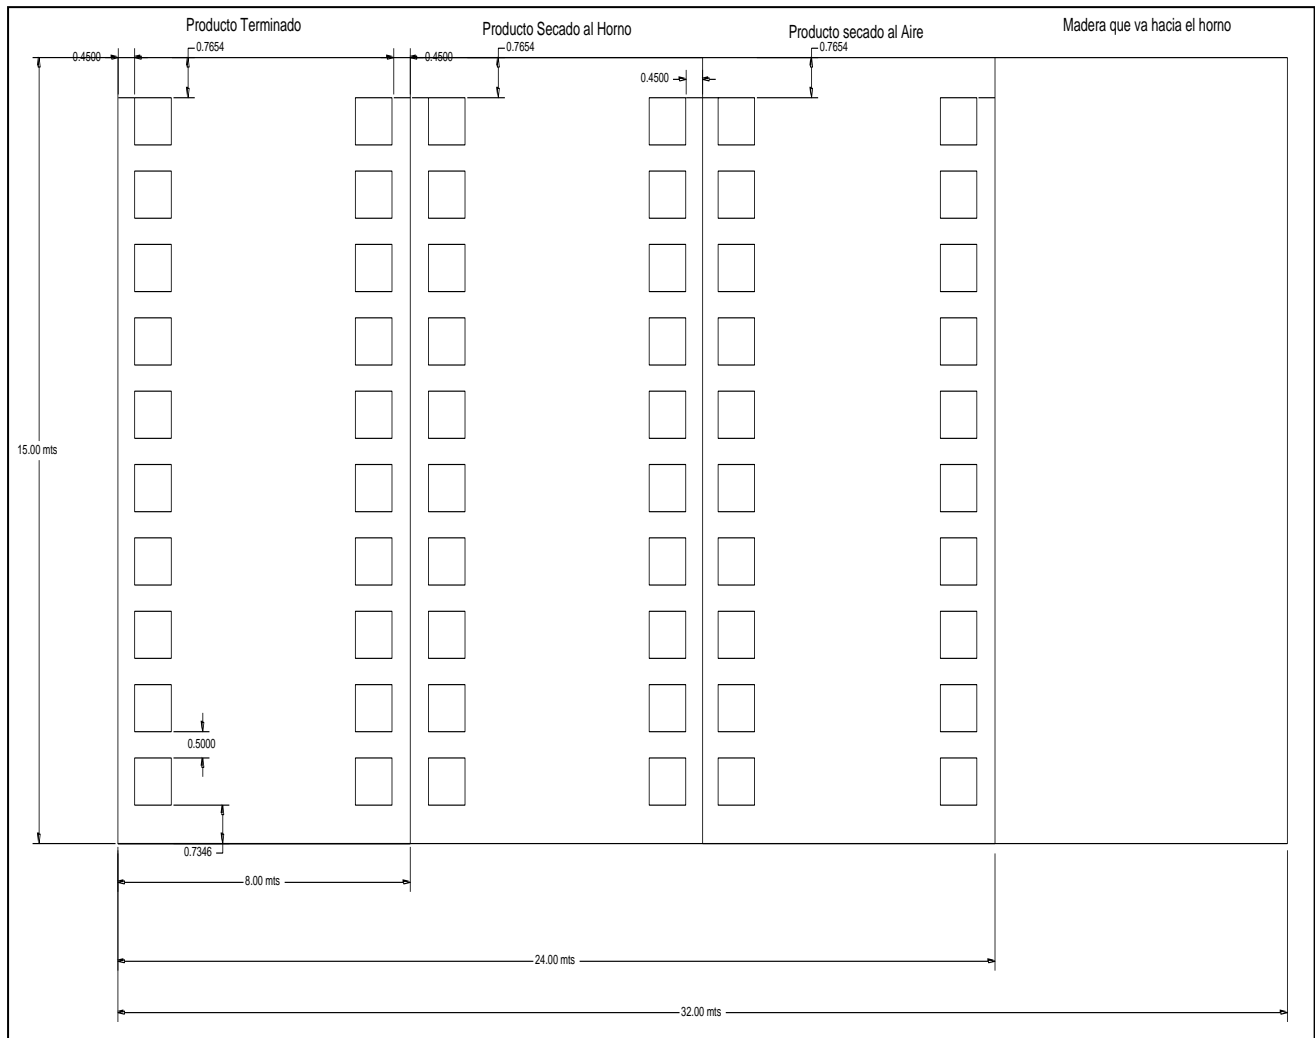 Producto Terminado
Producto Secado al Horno
Producto secado al Aire
Madera que va hacia el horno
0.4500
0.7654
0.4500
0.7654
0.4500
0.7654
15.00 mts
0.5000
0.7346
8.00 mts
24.00 mts
32.00 mts